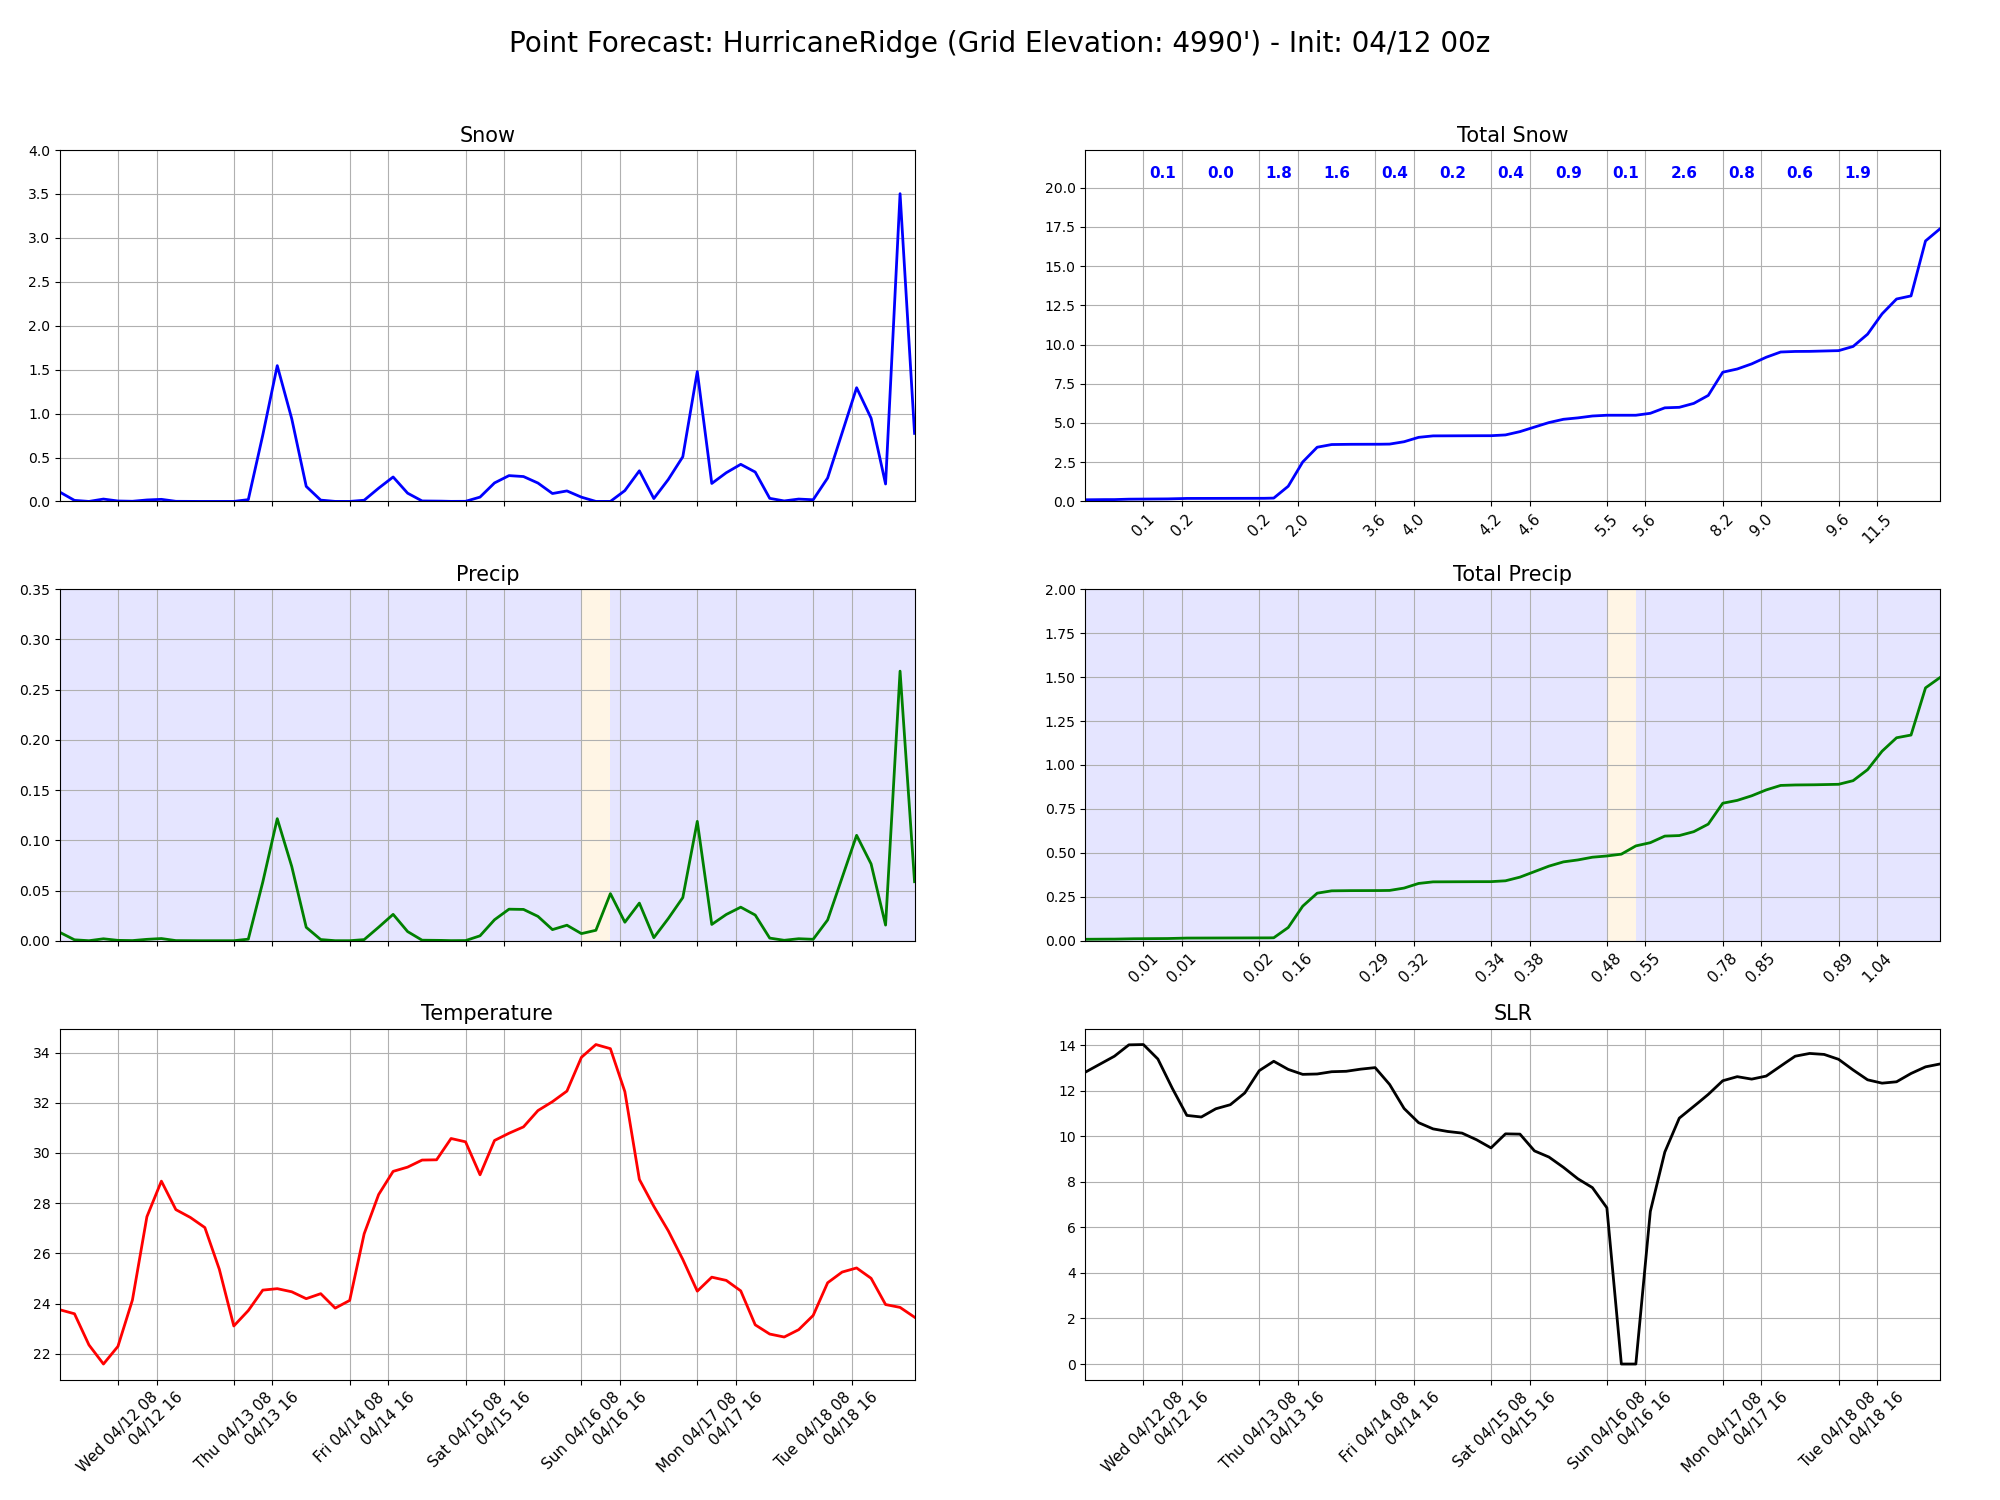 Point Forecast: HurricaneRidge (Grid Elevation: 4990') - Init: 04/12 00z
Snow
4.0
3.5
3.0
2.5
2.0
1.5
1.0
0.5
0.0
Total Snow
0.1 0.0 1.8 1.6 0.4 0.2 0.4 0.9 0.1 2.6 0.8 0.6 1.9
20.0
17.5
15.0
12.5
10.0
7.5
5.0
2.5
0.0
0.1 0.2 0.2 2.0 3.6 4.0 4.2 4.6 5.5 5.6 8.2 9.0 9.6 11.5
Precip
0.35
0.30
0.25
0.20
0.15
0.10
0.05
0.00
Total Precip
2.00
1.75
1.50
1.25
1.00
0.75
0.50
0.25
0.00
0.01 0.01 0.02 0.16 0.29 0.32 0.34 0.38 0.48 0.55 0.78 0.85 0.89 1.04
Temperature
34
32
30
28
26
24
22
Wed 04/12 08
04/12 16
Thu 04/13 08
04/13 16
Fri 04/14 08
04/14 16
Sat 04/15 08
04/15 16
Sun 04/16 08
04/16 16
Mon 04/17 08
04/17 16
Tue 04/18 08
04/18 16
SLR
14
12
10
8
6
4
2
0
Wed 04/12 08
04/12 16
Thu 04/13 08
04/13 16
Fri 04/14 08
04/14 16
Sat 04/15 08
04/15 16
Sun 04/16 08
04/16 16
Mon 04/17 08
04/17 16
Tue 04/18 08
04/18 16